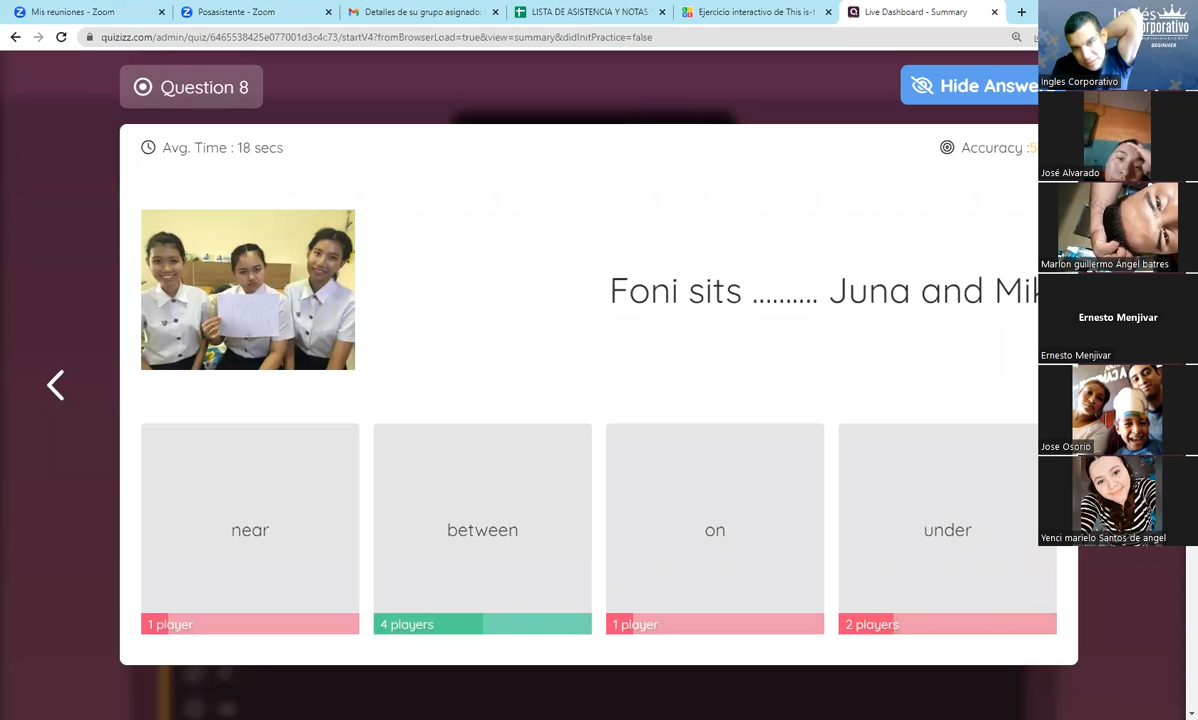 Mis reuniones - Zoom
Posasistente - Zoom
Detalles de su grupo asignado:
LISTA DE ASISTENCIA Y NOTAS
Ejercicio interactivo de This is-
Live Dashboard - Summary
quizizz.com/admin/quiz/6465538425e077001d3c4c73/startV4?fromBrowserLoad=true&view=summary&didInitPractice=false
Question 8
Hide Answe
Avg. Time : 18 secs
Accuracy :
Foni sits .......... Juna and Mi
near
between
on
under
1 player
4 players
1 player
2 players
Inglés
Corporativo
BEGINNER
Ingles Corporativo
José Alvarado
Marlon guillermo Ángel batres
Ernesto Menjivar
Ernesto Menjivar
Jose Osorio
Yenci marielo Santos de angel